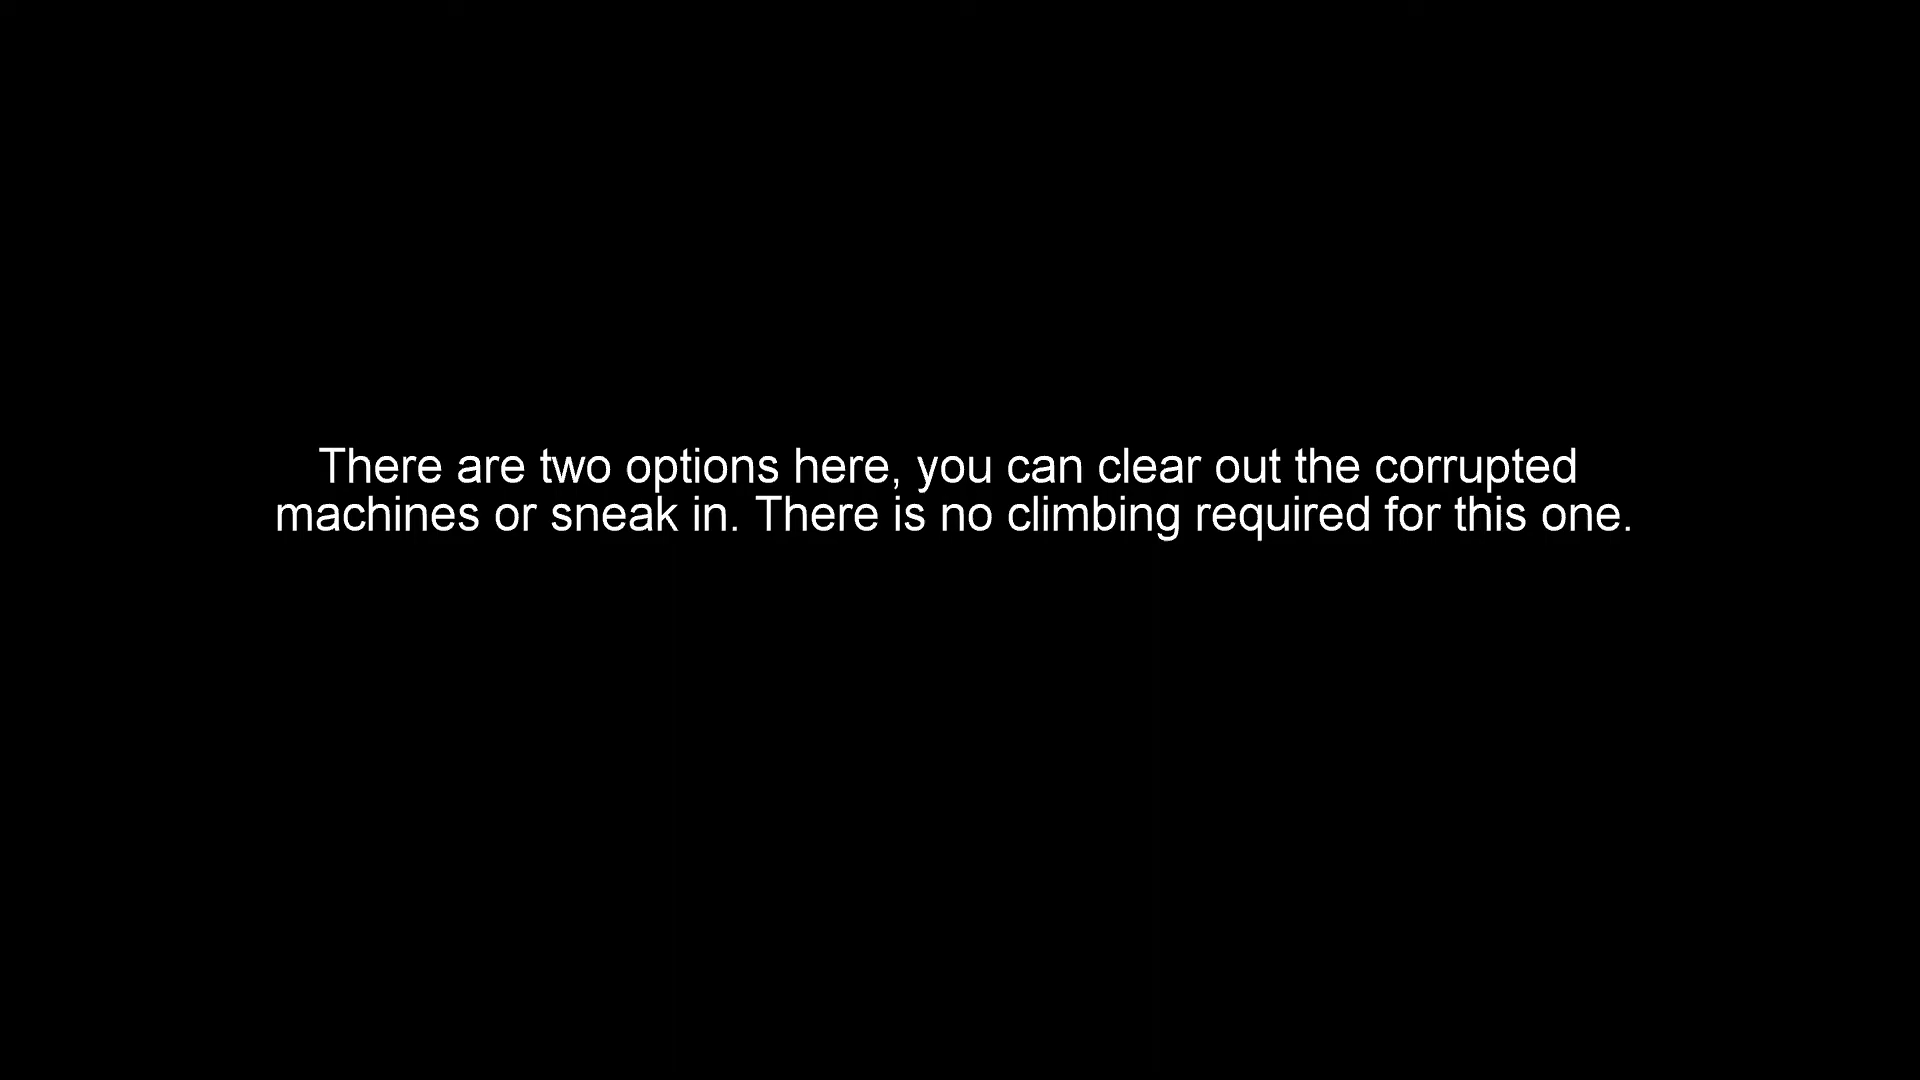 There are two options here, you can clear out the corrupted
machines or sneak in. There is no climbing required for this one.